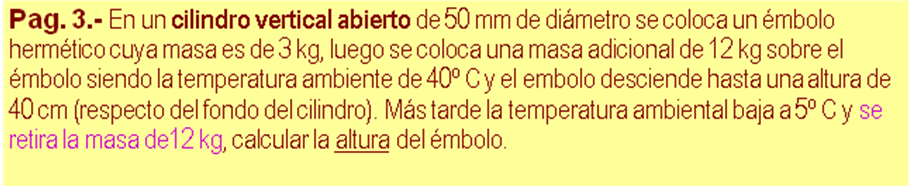 Pag. 3.- En un cilindro vertical abierto de 50 mm de diámetro se coloca un émbolo
hermético cuya masa es de 3 kg, luego se coloca una masa adicional de 12 kg sobre el
émbolo siendo la temperatura ambiente de 40º C y el embolo desciende hasta una altura de
40 cm (respecto del fondo del cilindro). Más tarde la temperatura ambiental baja a 5º C y se
retira la masa de12 kg, calcular la altura del émbolo.